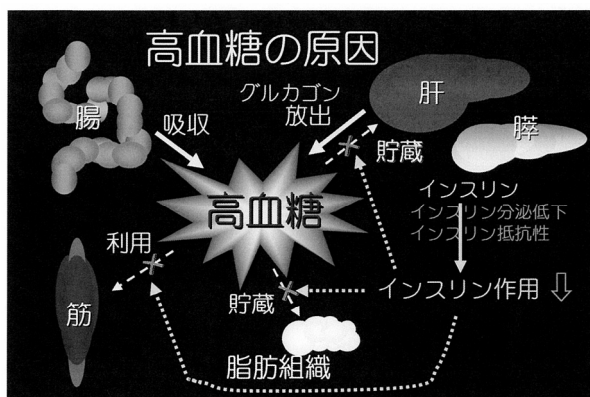 高血糖の原因
腸
吸収
グルカゴン
放出
肝
膵
貯蔵
高血糖
インスリン
インスリン分泌低下
インスリン抵抗性
利用
筋
貯蔵
インスリン作用
脂肪組織